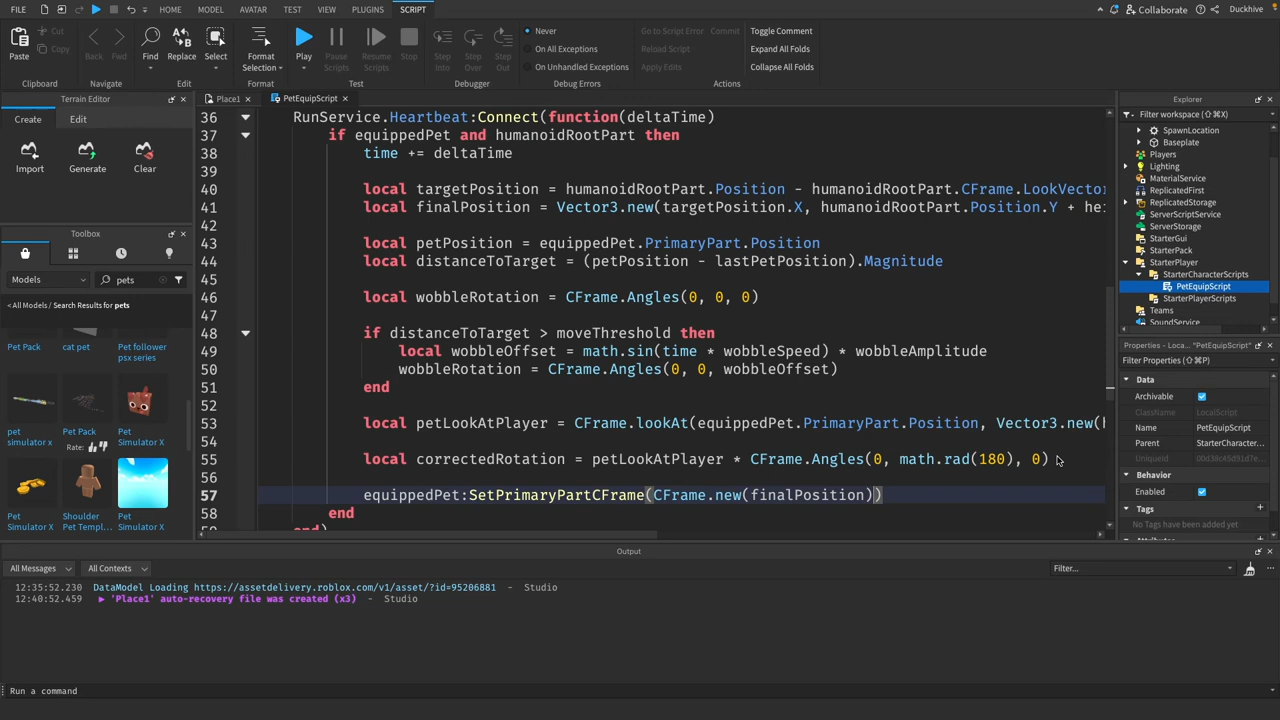 FILE HOME MODEL AVATAR TEST VIEW PLUGINS SCRIPT Collaborate Duckhive
Paste Cut Copy Find Replace Select Format Selection Play Pause Scripts Resume Scripts Stop Step Into Step Over Step Out
Never
On All Exceptions
On Unhandled Exceptions
Go to Script Error Commit
Reload Script
Apply Edits
Toggle Comment
Expand All Folds
Collapse All Folds
Clipboard Navigate Edit Format Test Debugger Debug Errors Actions
Terrain Editor
Create Edit
Import Generate Clear
Toolbox
Models pets
< All Models / Search Results for pets
Pet Pack cat pet Pet follower psx series
pet simulator x Pet Pack Rate: Pet Simulator X
Pet Sim X Shoulder Pet Templ... Pet Simulator X
Place1 PetEquipScript
36 RunService.Heartbeat:Connect(function(deltaTime)
37 if equippedPet and humanoidRootPart then
38 time += deltaTime
39
40 local targetPosition = humanoidRootPart.Position - humanoidRootPart.CFrame.LookVector
41 local finalPosition = Vector3.new(targetPosition.X, humanoidRootPart.Position.Y + hei
42
43 local petPosition = equippedPet.PrimaryPart.Position
44 local distanceToTarget = (petPosition - lastPetPosition).Magnitude
45
46 local wobbleRotation = CFrame.Angles(0, 0, 0)
47
48 if distanceToTarget > moveThreshold then
49 local wobbleOffset = math.sin(time * wobbleSpeed) * wobbleAmplitude
50 wobbleRotation = CFrame.Angles(0, 0, wobbleOffset)
51 end
52
53 local petLookAtPlayer = CFrame.lookAt(equippedPet.PrimaryPart.Position, Vector3.new(h
54
55 local correctedRotation = petLookAtPlayer * CFrame.Angles(0, math.rad(180), 0)
56
57 equippedPet:SetPrimaryPartCFrame(CFrame.new(finalPosition))
58 end
59 end)
Explorer
Filter workspace (⇧⌘X)
SpawnLocation
Baseplate
Players
Lighting
MaterialService
ReplicatedFirst
ReplicatedStorage
ServerScriptService
ServerStorage
StarterGui
StarterPack
StarterPlayer
StarterCharacterScripts
PetEquipScript
StarterPlayerScripts
Teams
SoundService
Properties - Loca... "PetEquipScript"
Filter Properties (⇧⌘P)
Data
Archivable
ClassName LocalScript
Name PetEquipScript
Parent StarterCharacter...
UniqueId
Behavior
Enabled
Tags
No Tags have been added yet
Output
All Messages All Contexts Filter...
12:35:52.230 DataModel Loading https://assetdelivery.roblox.com/v1/asset/?id=95206881 - Studio
12:40:52.459 ▶ 'Place1' auto-recovery file was created (x3) - Studio
Run a command